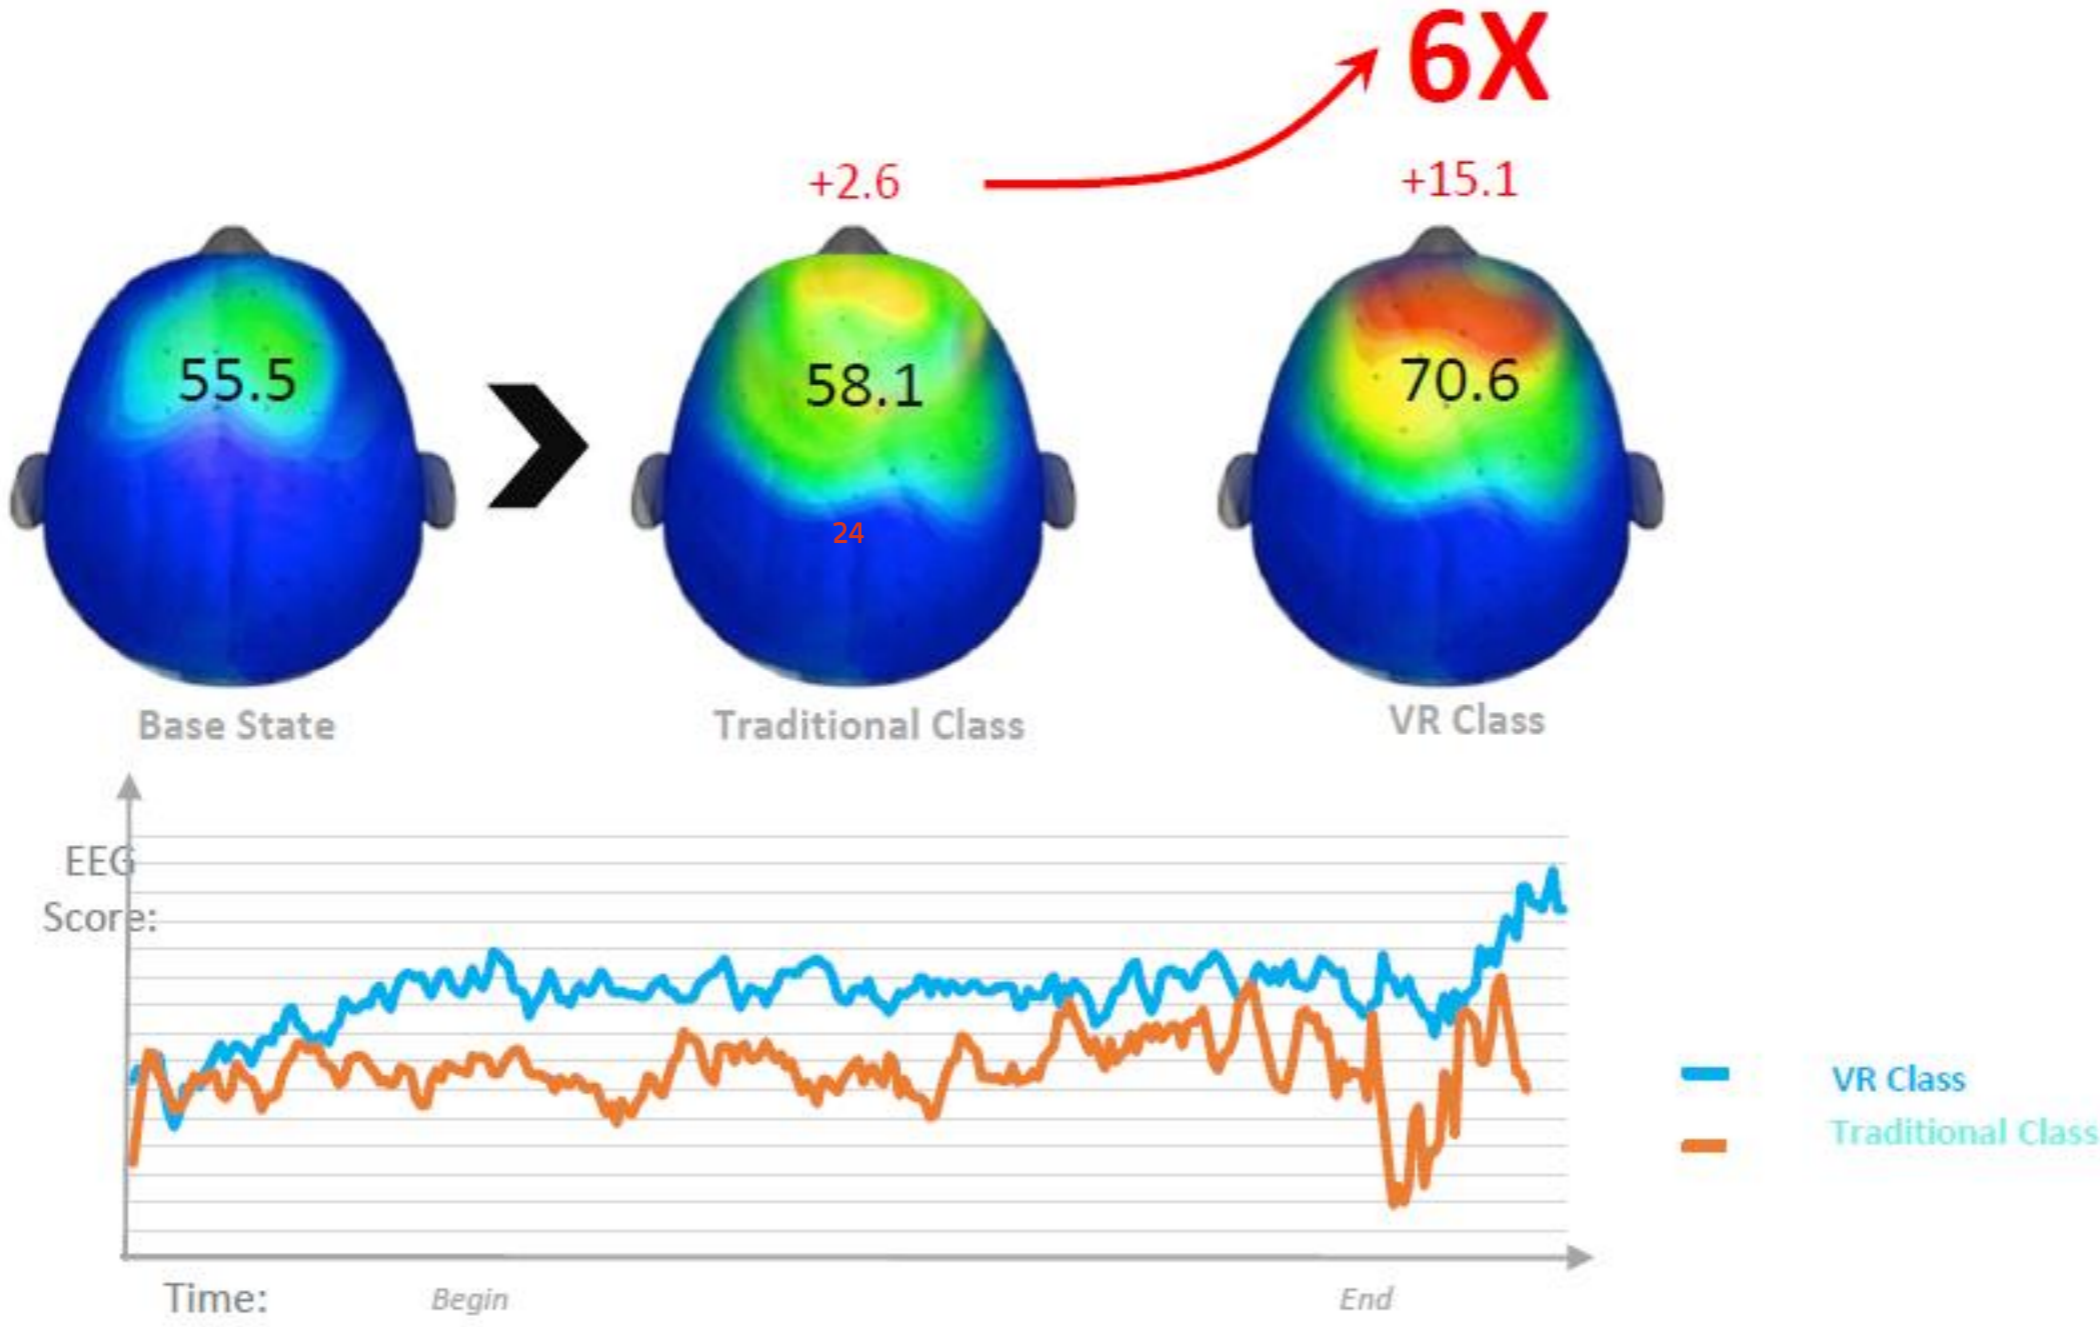 6X
+2.6
+15.1
55.5
58.1
70.6
24
Base State
Traditional Class
VR Class
EEG
Score:
VR Class
Traditional Class
Time:
Begin
End